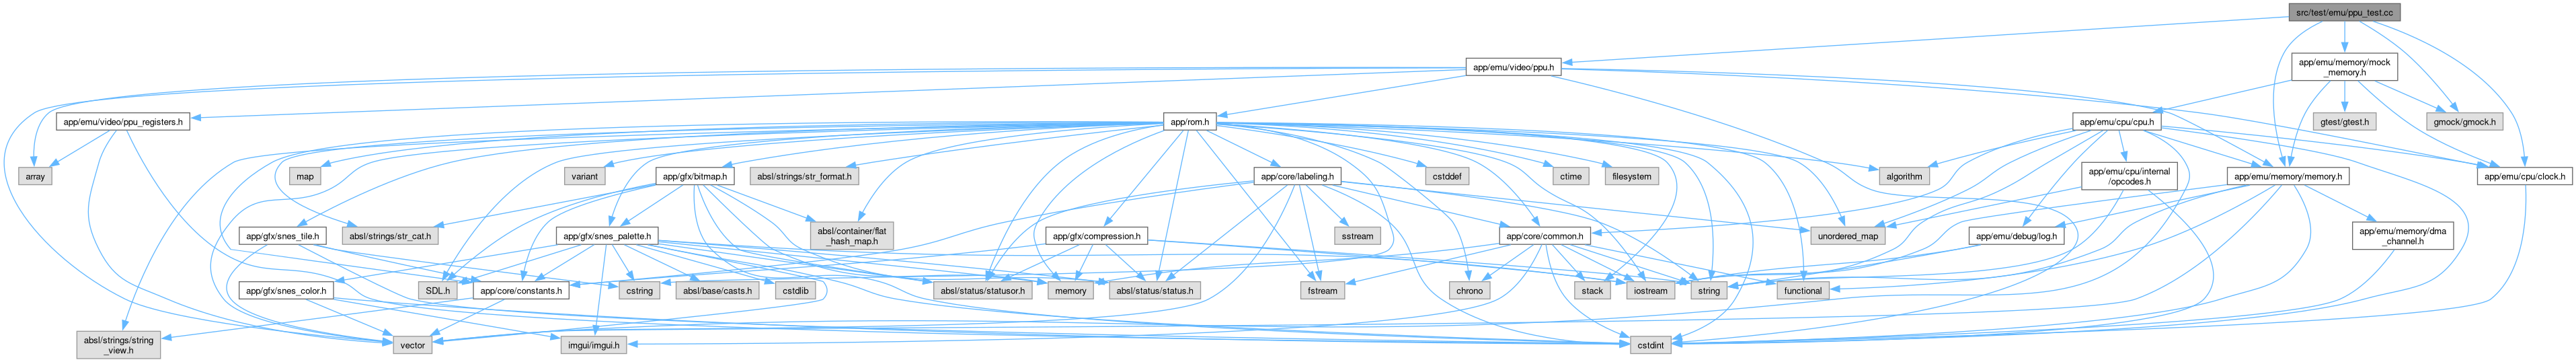 src/test/emu/ppu_test.cc
app/emu/video/ppu.h
app/emu/memory/mock
_memory.h
app/emu/video/ppu_registers.h
app/rom.h
app/emu/cpu/cpu.h
gtest/gtest.h
gmock/gmock.h
array
map
variant
absl/strings/str_format.h
app/gfx/bitmap.h
app/core/labeling.h
cstddef
ctime
filesystem
algorithm
app/emu/cpu/internal
/opcodes.h
app/emu/memory/memory.h
app/emu/cpu/clock.h
app/gfx/snes_tile.h
absl/strings/str_cat.h
app/gfx/snes_palette.h
absl/container/flat
_hash_map.h
app/gfx/compression.h
sstream
app/core/common.h
unordered_map
app/emu/debug/log.h
app/emu/memory/dma
_channel.h
app/gfx/snes_color.h
SDL.h
app/core/constants.h
cstring
absl/base/casts.h
cstdlib
absl/status/statusor.h
memory
absl/status/status.h
fstream
chrono
stack
iostream
string
functional
absl/strings/string
_view.h
vector
imgui/imgui.h
cstdint